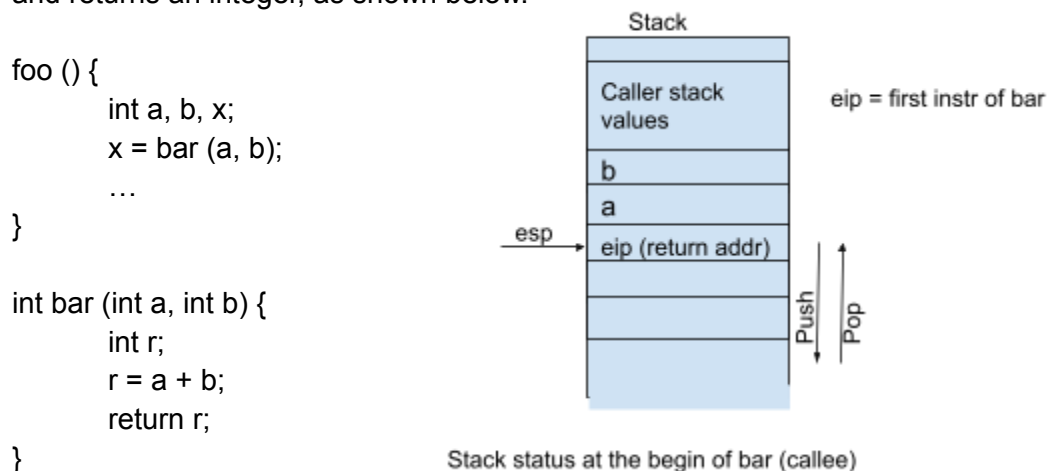 and returns an integer, as shown below.
foo () {
int a, b, x;
x = bar (a, b);
…
}
int bar (int a, int b) {
int r;
r = a + b;
return r;
}
Stack
Caller stack
values
b
a
eip (return addr)
esp
eip = first instr of bar
Push
Pop
Stack status at the begin of bar (callee)